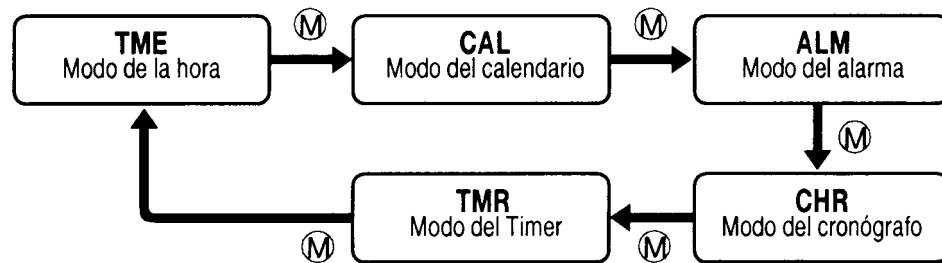 TME
Modo de la hora
M
CAL
Modo del calendario
M
ALM
Modo del alarma
M
CHR
Modo del cronógrafo
M
TMR
Modo del Timer
M